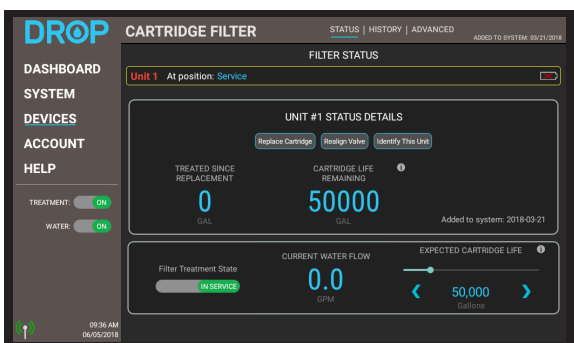 DROP
CARTRIDGE FILTER
STATUS | HISTORY | ADVANCED
ADDED TO SYSTEM: 03/21/2018
DASHBOARD
SYSTEM
DEVICES
ACCOUNT
HELP
TREATMENT: ON
WATER: ON
09:36 AM
06/05/2018
FILTER STATUS
Unit 1 At position: Service
UNIT #1 STATUS DETAILS
Replace Cartridge Realign Valve Identify This Unit
TREATED SINCE
REPLACEMENT
0
GAL
CARTRIDGE LIFE
REMAINING
50000
GAL
Added to system: 2018-03-21
Filter Treatment State
IN SERVICE
CURRENT WATER FLOW
0.0
GPM
EXPECTED CARTRIDGE LIFE
50,000
Gallons